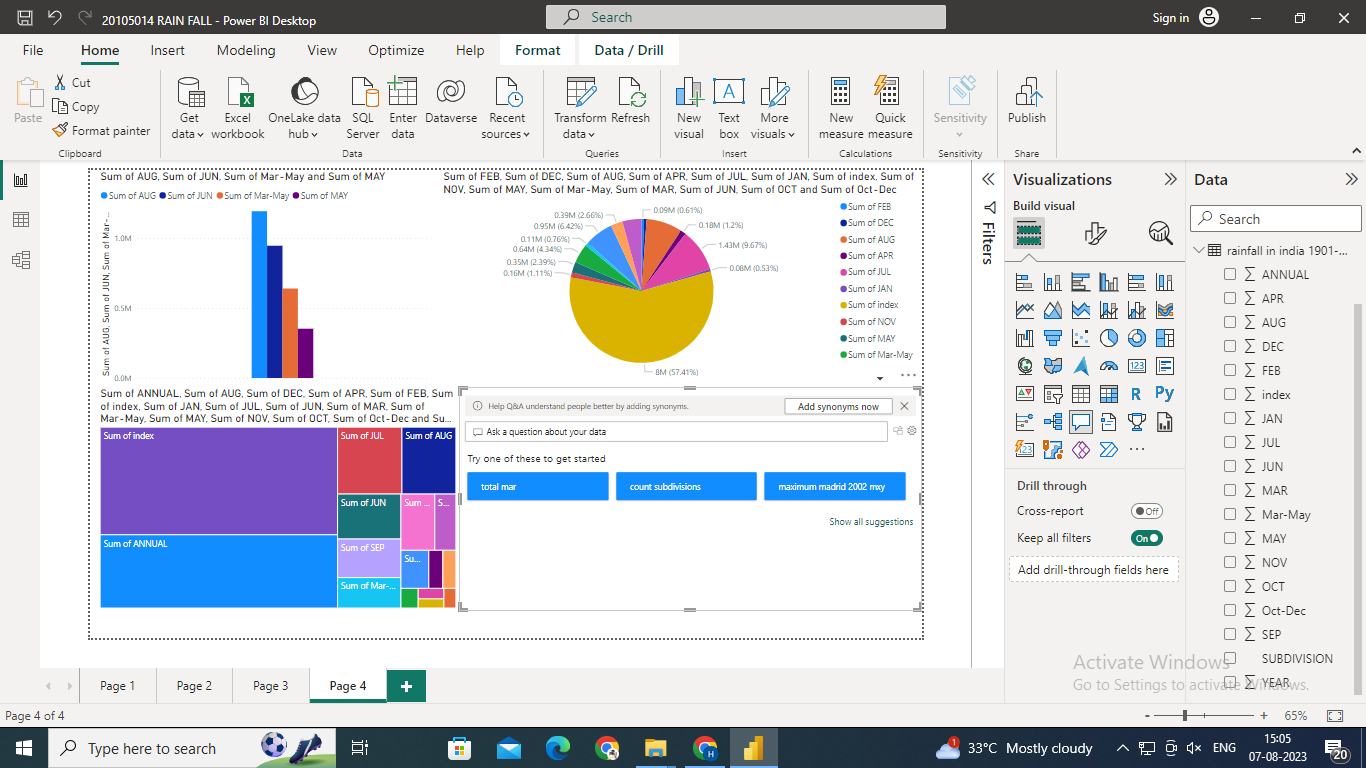 20105014 RAIN FALL - Power BI Desktop
Search
Sign in
File Home Insert Modeling View Optimize Help Format Data / Drill
Paste
Cut
Copy
Format painter
Get data
Excel workbook
OneLake data hub
SQL Server
Enter data
Dataverse
Recent sources
Transform data
Refresh
New visual
Text box
More visuals
New measure
Quick measure
Sensitivity
Publish
Clipboard Data Queries Insert Calculations Sensitivity Share
Sum of AUG, Sum of JUN, Sum of Mar-May and Sum of MAY
Sum of AUG Sum of JUN Sum of Mar-May Sum of MAY
Sum of AUG, Sum of JUN, Sum of Mar-...
1.0M
0.5M
0.0M
Sum of FEB, Sum of DEC, Sum of AUG, Sum of APR, Sum of JUL, Sum of JAN, Sum of index, Sum of
NOV, Sum of MAY, Sum of Mar-May, Sum of MAR, Sum of JUN, Sum of OCT and Sum of Oct-Dec
0.09M (0.61%)
0.18M (1.2%)
1.43M (9.67%)
0.08M (0.53%)
8M (57.41%)
0.16M (1.11%)
0.35M (2.39%)
0.64M (4.34%)
0.11M (0.76%)
0.95M (6.42%)
0.39M (2.66%)
Sum of FEB
Sum of DEC
Sum of AUG
Sum of APR
Sum of JUL
Sum of JAN
Sum of index
Sum of NOV
Sum of MAY
Sum of Mar-May
Sum of ANNUAL, Sum of AUG, Sum of DEC, Sum of APR, Sum of FEB, Sum
of index, Sum of JAN, Sum of JUL, Sum of JUN, Sum of MAR, Sum of
Mar-May, Sum of MAY, Sum of NOV, Sum of OCT, Sum of Oct-Dec and Su...
Sum of index
Sum of ANNUAL
Sum of JUL
Sum of AUG
Sum of JUN
Sum ...
S...
Sum of SEP
Su...
Sum of Mar-...
Help Q&A understand people better by adding synonyms.
Add synonyms now
Ask a question about your data
Try one of these to get started
total mar
count subdivisions
maximum madrid 2002 mxy
Show all suggestions
Filters
Visualizations
Build visual
R
Py
123
123
Drill through
Cross-report
Off
Keep all filters
On
Add drill-through fields here
Data
Search
rainfall in india 1901-...
ANNUAL
APR
AUG
DEC
FEB
index
JAN
JUL
JUN
MAR
Mar-May
MAY
NOV
OCT
Oct-Dec
SEP
SUBDIVISION
YEAR
Activate Windows
Go to Settings to activate Windows.
Page 1 Page 2 Page 3 Page 4
Page 4 of 4
65%
Type here to search
33°C Mostly cloudy
ENG
15:05
07-08-2023
20